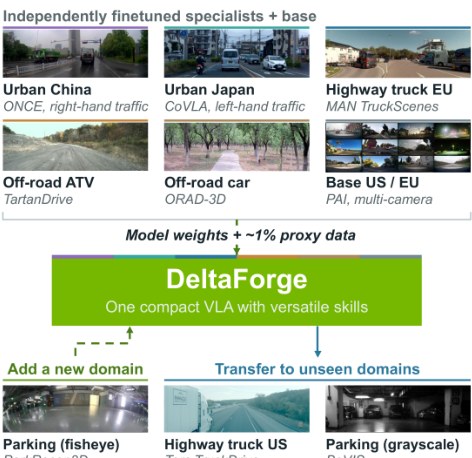 Independently finetuned specialists + base
Urban China
ONCE, right-hand traffic
Urban Japan
CoVLA, left-hand traffic
Highway truck EU
MAN TruckScenes
Off-road ATV
TartanDrive
Off-road car
ORAD-3D
Base US / EU
PAI, multi-camera
Model weights + ~1% proxy data
DeltaForge
One compact VLA with versatile skills
Add a new domain
Transfer to unseen domains
Parking (fisheye)
Highway truck US
Parking (grayscale)